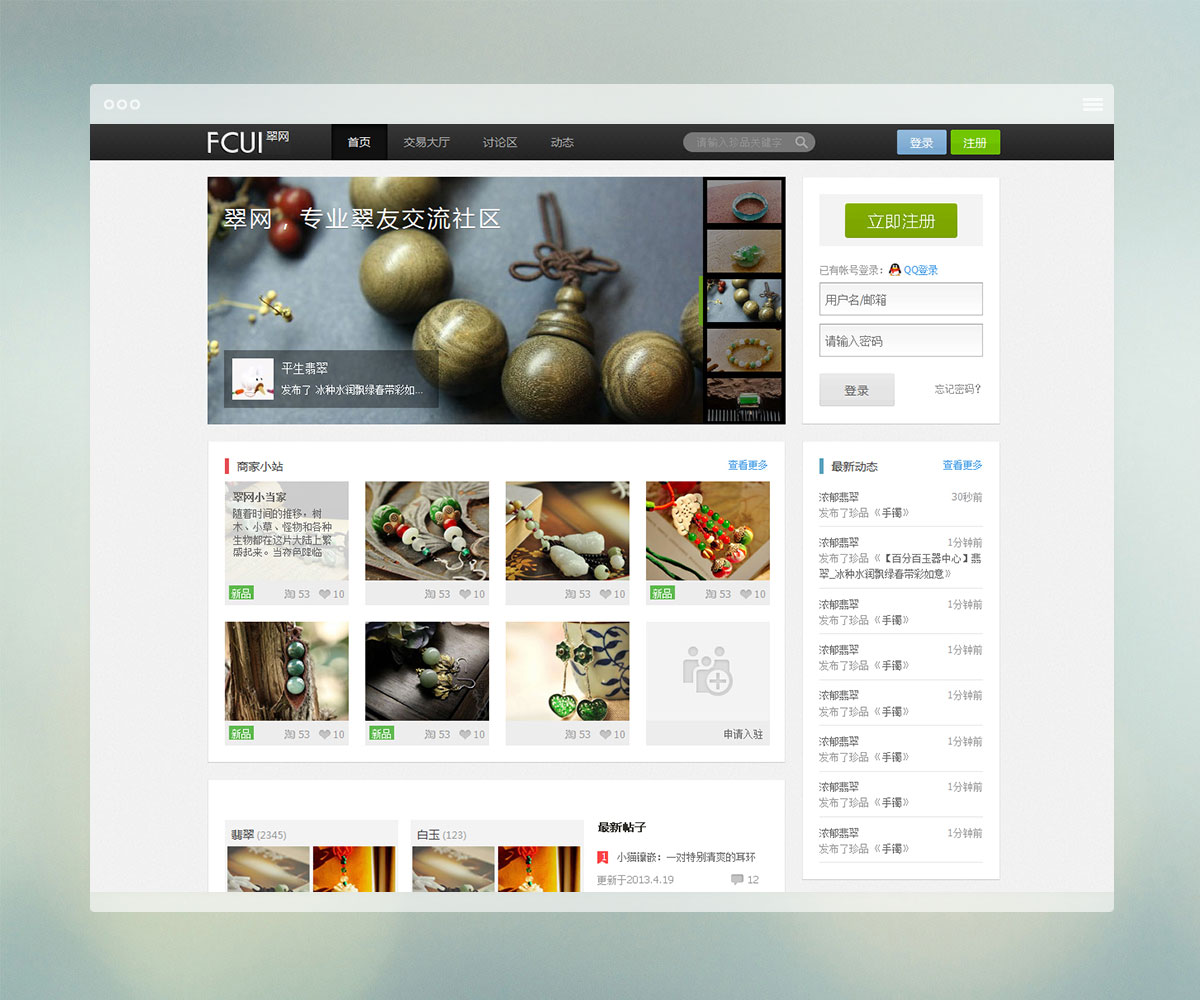 FCUI 翠网
首页 交易大厅 讨论区 动态 请输入珍品关键字 登录 注册
翠网 专业翠友交流社区
平生翡翠
发布了 冰种水润飘绿春带彩如...
立即注册
已有帐号登录： QQ登录
用户名/邮箱
请输入密码
登录 忘记密码？
商家小站 查看更多
翠网小当家
随着时间的推移，树
木、小草、怪物和各种
生物都在这片大陆上繁
盛起来。当夜色降临
新品 淘 53 10
淘 53 10
淘 53 10
新品 淘 53 10
新品 淘 53 10
新品 淘 53 10
淘 53 10
申请入驻
最新动态 查看更多
浓郁翡翠 30秒前
发布了珍品《手镯》
浓郁翡翠 1分钟前
发布了珍品《【百分百玉器中心】翡
翠_冰种水润飘绿春带彩如意》
浓郁翡翠 1分钟前
发布了珍品《手镯》
浓郁翡翠 1分钟前
发布了珍品《手镯》
浓郁翡翠 1分钟前
发布了珍品《手镯》
浓郁翡翠 1分钟前
发布了珍品《手镯》
浓郁翡翠 1分钟前
发布了珍品《手镯》
浓郁翡翠 1分钟前
发布了珍品《手镯》
翡翠 (2345)
白玉 (123)
最新帖子
1 小猫镶嵌：一对特别清爽的耳环
更新于2013.4.19 12